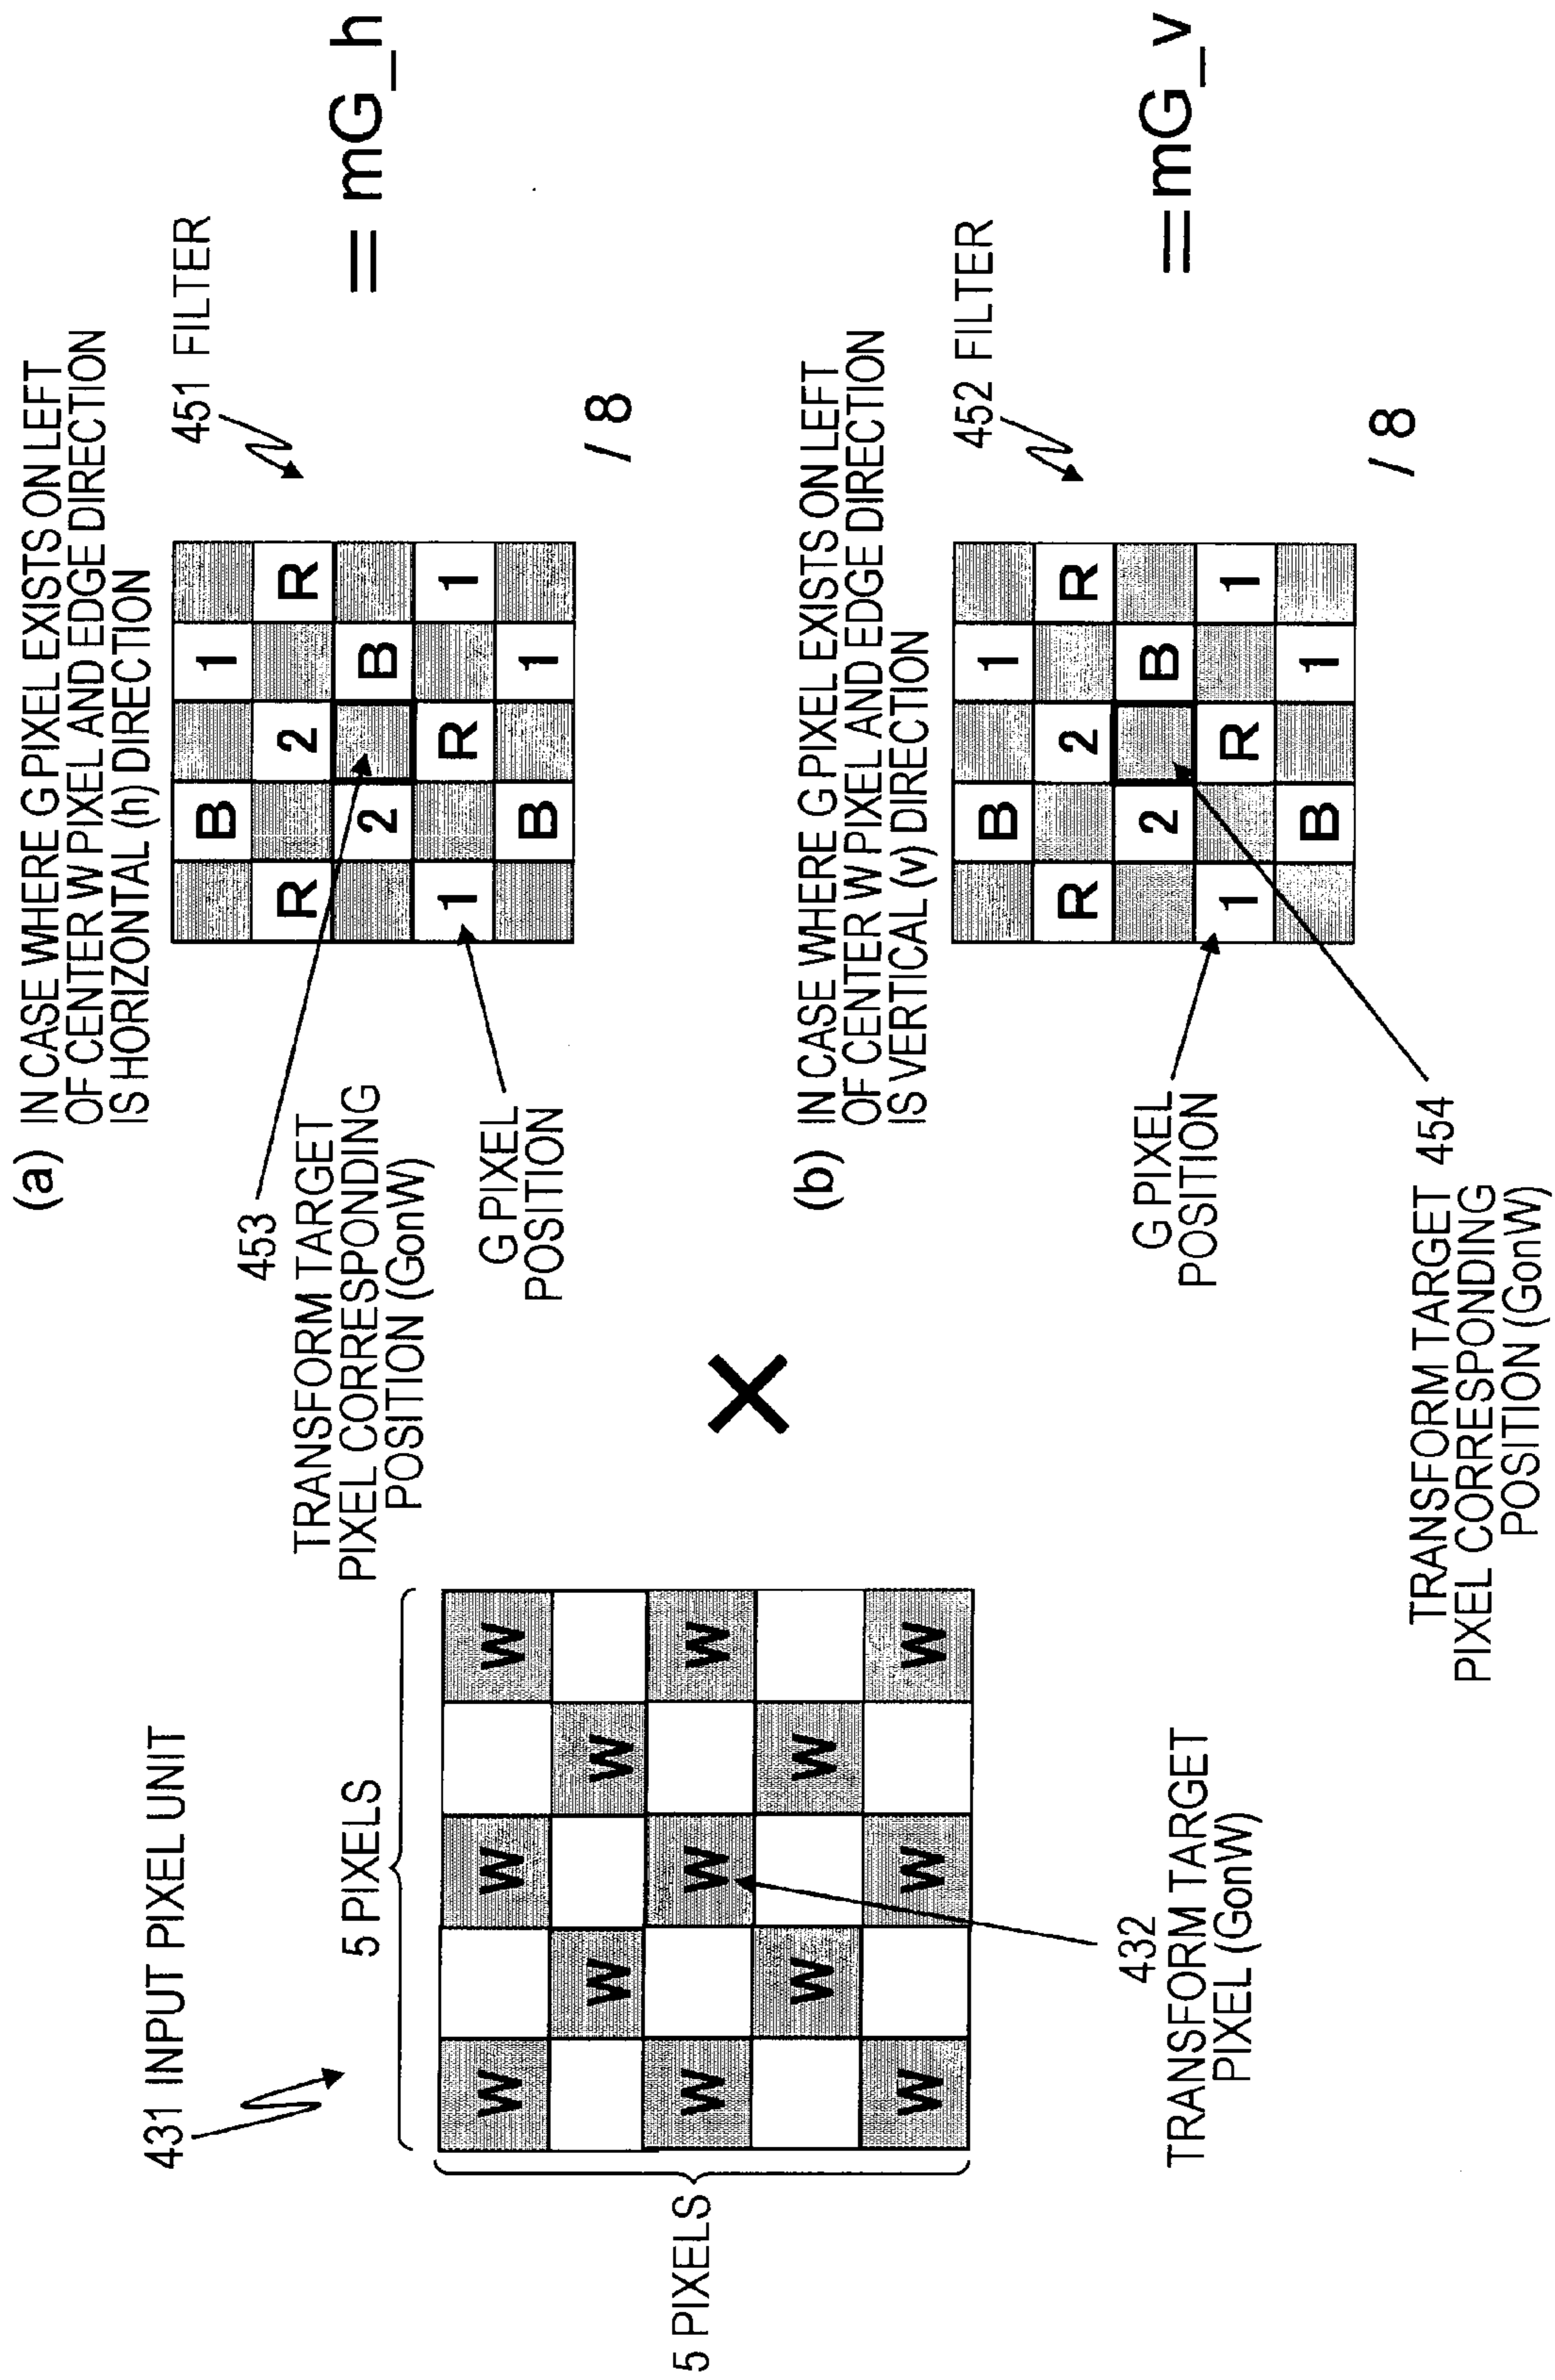 431 INPUT PIXEL UNIT
5 PIXELS
5 PIXELS
W W W
W W
W W W
W W
W W W
432
TRANSFORM TARGET
PIXEL (GonW)
×
(a) IN CASE WHERE G PIXEL EXISTS ON LEFT
OF CENTER W PIXEL AND EDGE DIRECTION
IS HORIZONTAL (h) DIRECTION
451 FILTER
453
TRANSFORM TARGET
PIXEL CORRESPONDING
POSITION (GonW)
G PIXEL
POSITION
B 1
R 2 R
2 B
1 R 1
B 1
/ 8
= mG_h
(b) IN CASE WHERE G PIXEL EXISTS ON LEFT
OF CENTER W PIXEL AND EDGE DIRECTION
IS VERTICAL (v) DIRECTION
452 FILTER
G PIXEL
POSITION
B 1
R 2 R
2 B
1 R 1
B 1
/ 8
=mG_v
TRANSFORM TARGET 454
PIXEL CORRESPONDING
POSITION (GonW)